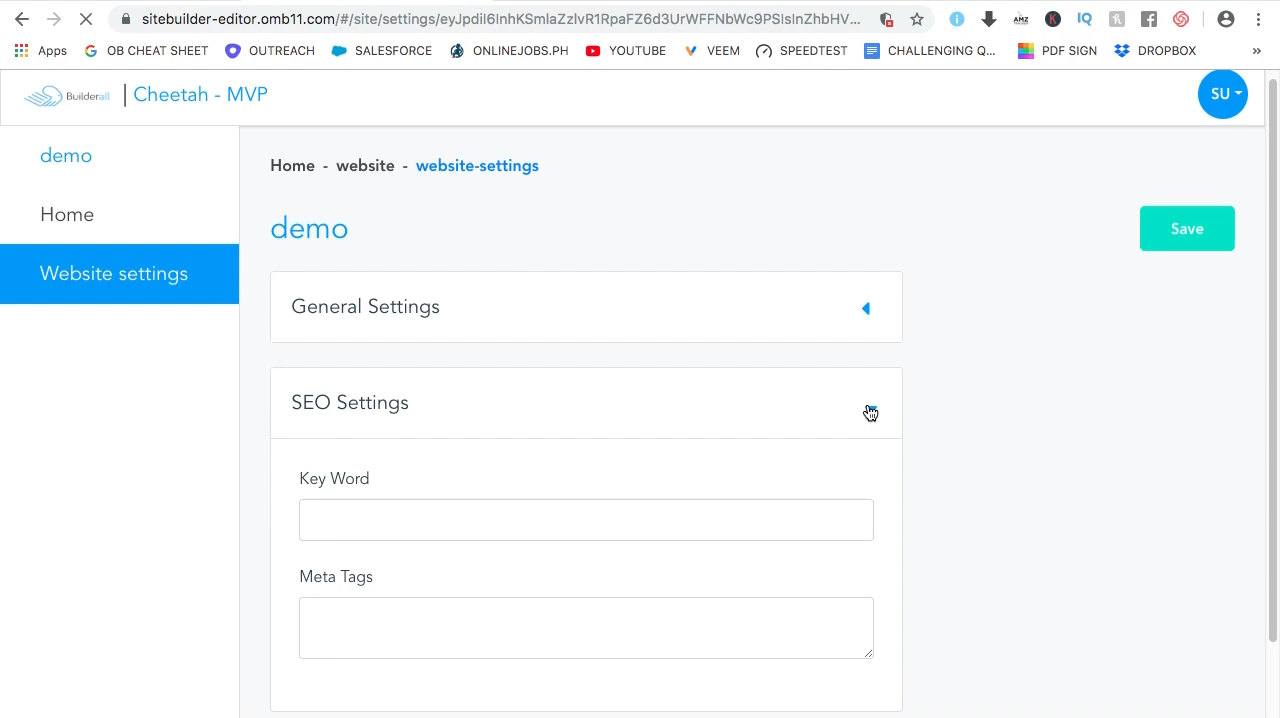 sitebuilder-editor.omb11.com/#/site/settings/eyJpdiI6InhKSmlaZzlvR1RpaFZ6d3UrWFFNbWc9PSIsInZhbHV...
Apps OB CHEAT SHEET OUTREACH SALESFORCE ONLINEJOBS.PH YOUTUBE VEEM SPEEDTEST CHALLENGING Q... PDF SIGN DROPBOX »
Builderall | Cheetah - MVP SU
demo
Home
Website settings
Home - website - website-settings
demo
Save
General Settings
SEO Settings
Key Word
Meta Tags